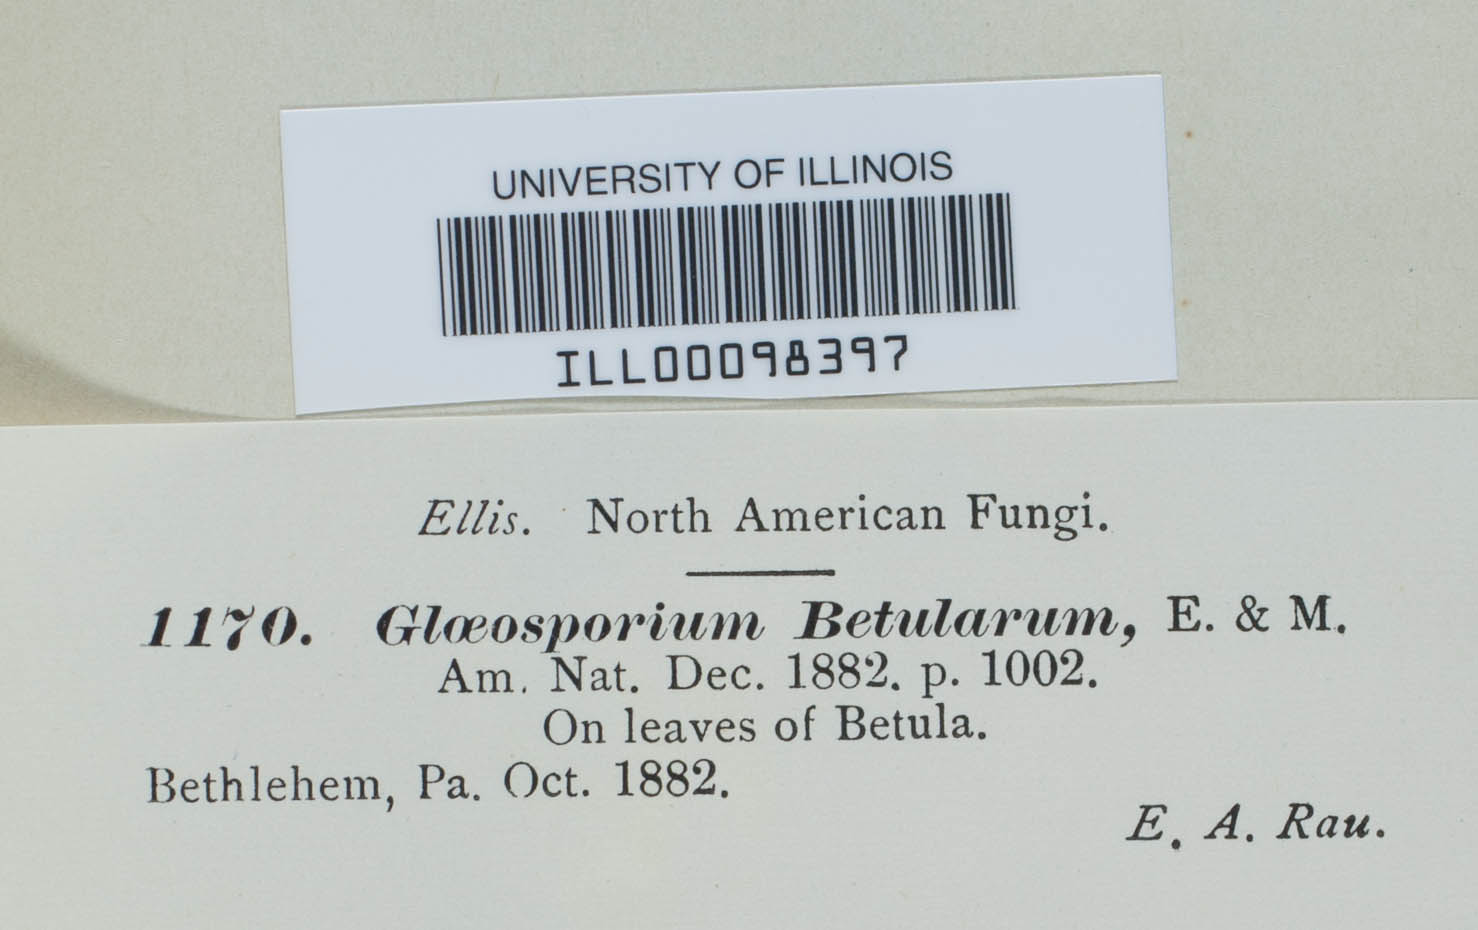 UNIVERSITY OF ILLINOIS
ILL00098397
Ellis. North American Fungi.
1170. Glœosporium Betularum, E. & M.
Am. Nat. Dec. 1882. p. 1002.
On leaves of Betula.
Bethlehem, Pa. Oct. 1882.
E. A. Rau.